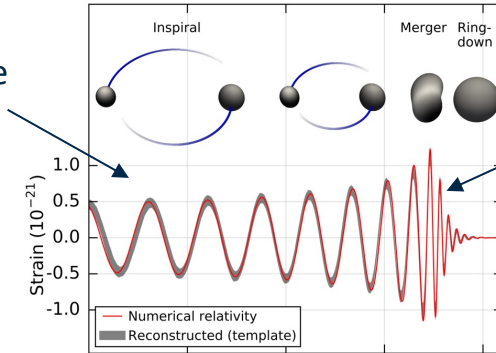 Inspiral
Merger Ring-
down
e
1.0
0.5
0.0
-0.5
-1.0
Strain (10⁻²¹)
Numerical relativity
Reconstructed (template)